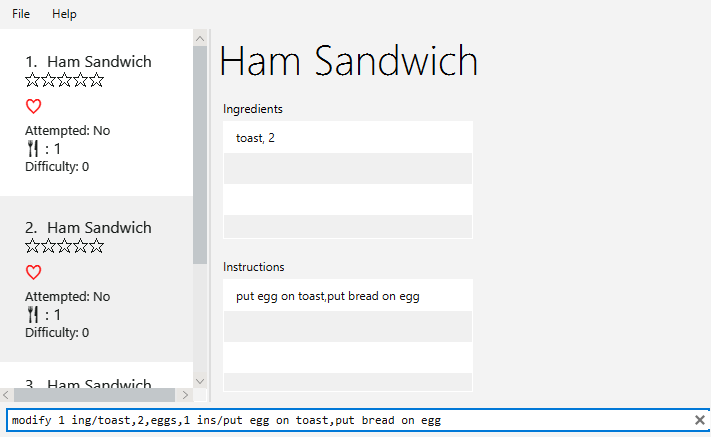 File Help
1. Ham Sandwich
☆☆☆☆☆
Attempted: No
: 1
Difficulty: 0
2. Ham Sandwich
☆☆☆☆☆
Attempted: No
: 1
Difficulty: 0
3. Ham Sandwich
Ham Sandwich
Ingredients
toast, 2
Instructions
put egg on toast,put bread on egg
modify 1 ing/toast,2,eggs,1 ins/put egg on toast,put bread on egg